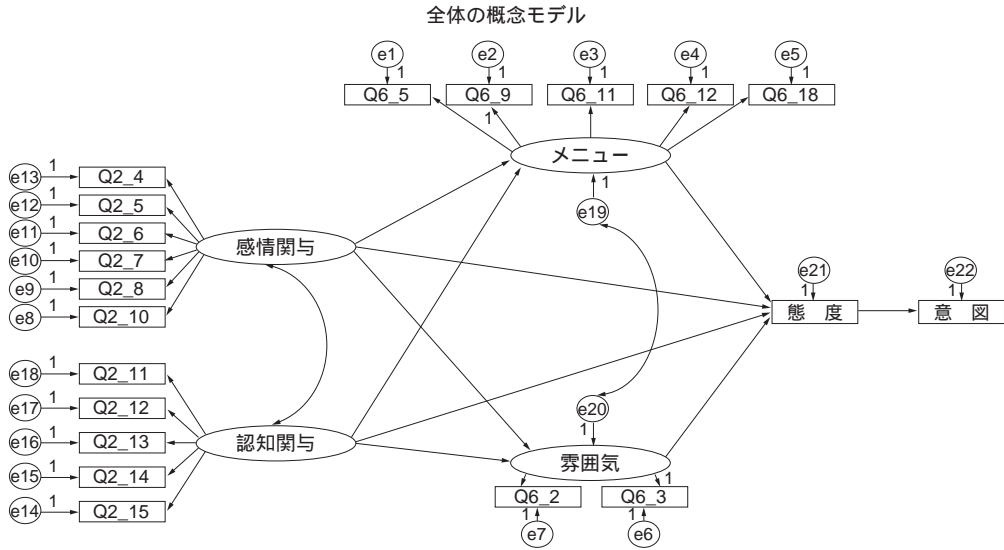 全体の概念モデル
e1 e2 e3 e4 e5
1 1 1 1 1
Q6_5 Q6_9 Q6_11 Q6_12 Q6_18
1
メニュー
1
e19
e13 1 Q2_4
e12 1 Q2_5
e11 1 Q2_6
e10 1 Q2_7
e9 1 Q2_8
e8 1 Q2_10
感情関与
e21 e22
1 1
態 度 意 図
e18 1 Q2_11
e17 1 Q2_12
e16 1 Q2_13
e15 1 Q2_14
e14 1 Q2_15
認知関与
e20
1
雰囲気
1
Q6_2 Q6_3
1 1
e7 e6